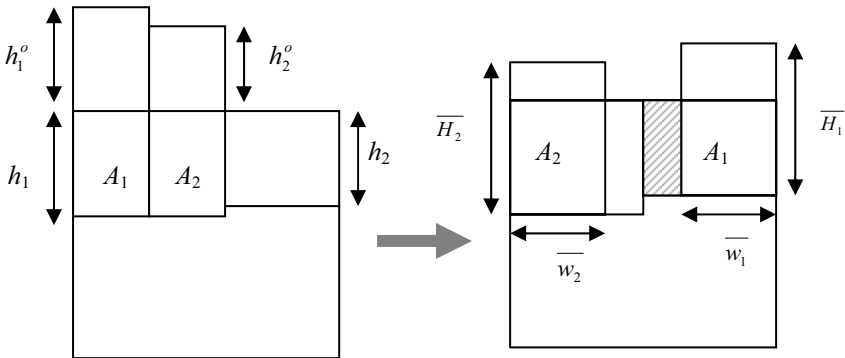 h₁ᵒ
h₂ᵒ
h₁
A₁
A₂
h₂
H̅₂
A₂
A₁
H̅₁
w̅₂
w̅₁